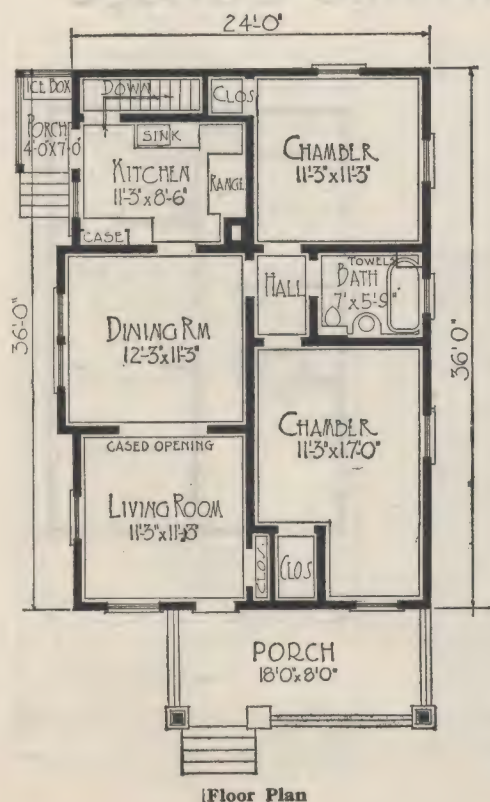 24'-0"
ICE BOX
DOWN
CLOS
PORCH
4'-0"X7'-0"
SINK
KITCHEN
11'-3"x8'-6"
RANGE
CHAMBER
11'-3"x11'-3"
CASE
36'-0"
HALL
TOWELS
BATH
7'x5'-9"
DINING RM
12'-3"x11'-3"
36'-0"
CHAMBER
11'-3"x17'-0"
CASED OPENING
LIVING ROOM
11'-3"x11'-3"
CLOS.
CLOS
PORCH
18'-0"x8'-0"
Floor Plan